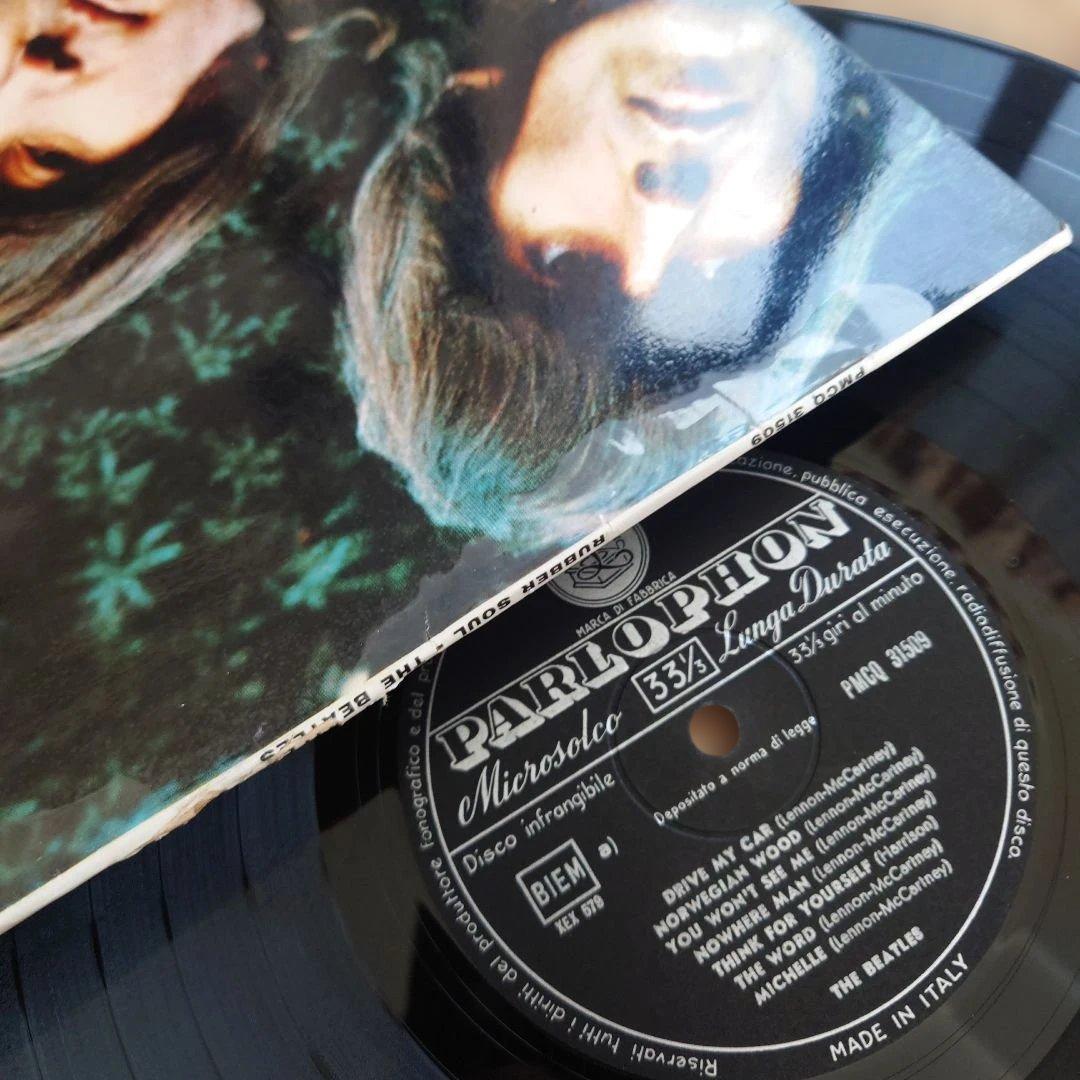 PMCQ 31509
RUBBER SOUL • THE BEATLES
MARCA DI FABBRICA
PARLOPHON
Microsolco
33⅓
Lunga Durata
Disco infrangibile
33⅓ giri al minuto
Depositato a norma di legge
PMCQ 31509
BIEM
a)
XEX 579
DRIVE MY CAR (Lennon-McCartney)
NORWEGIAN WOOD (Lennon-McCartney)
YOU WON'T SEE ME (Lennon-McCartney)
NOWHERE MAN (Lennon-McCartney)
THINK FOR YOURSELF (Harrison)
THE WORD (Lennon-McCartney)
MICHELLE (Lennon-McCartney)
THE BEATLES
MADE IN ITALY
Riservati tutti i diritti del produttore fonografico e del
pubblica esecuzione, radiodiffusione di questo disco.